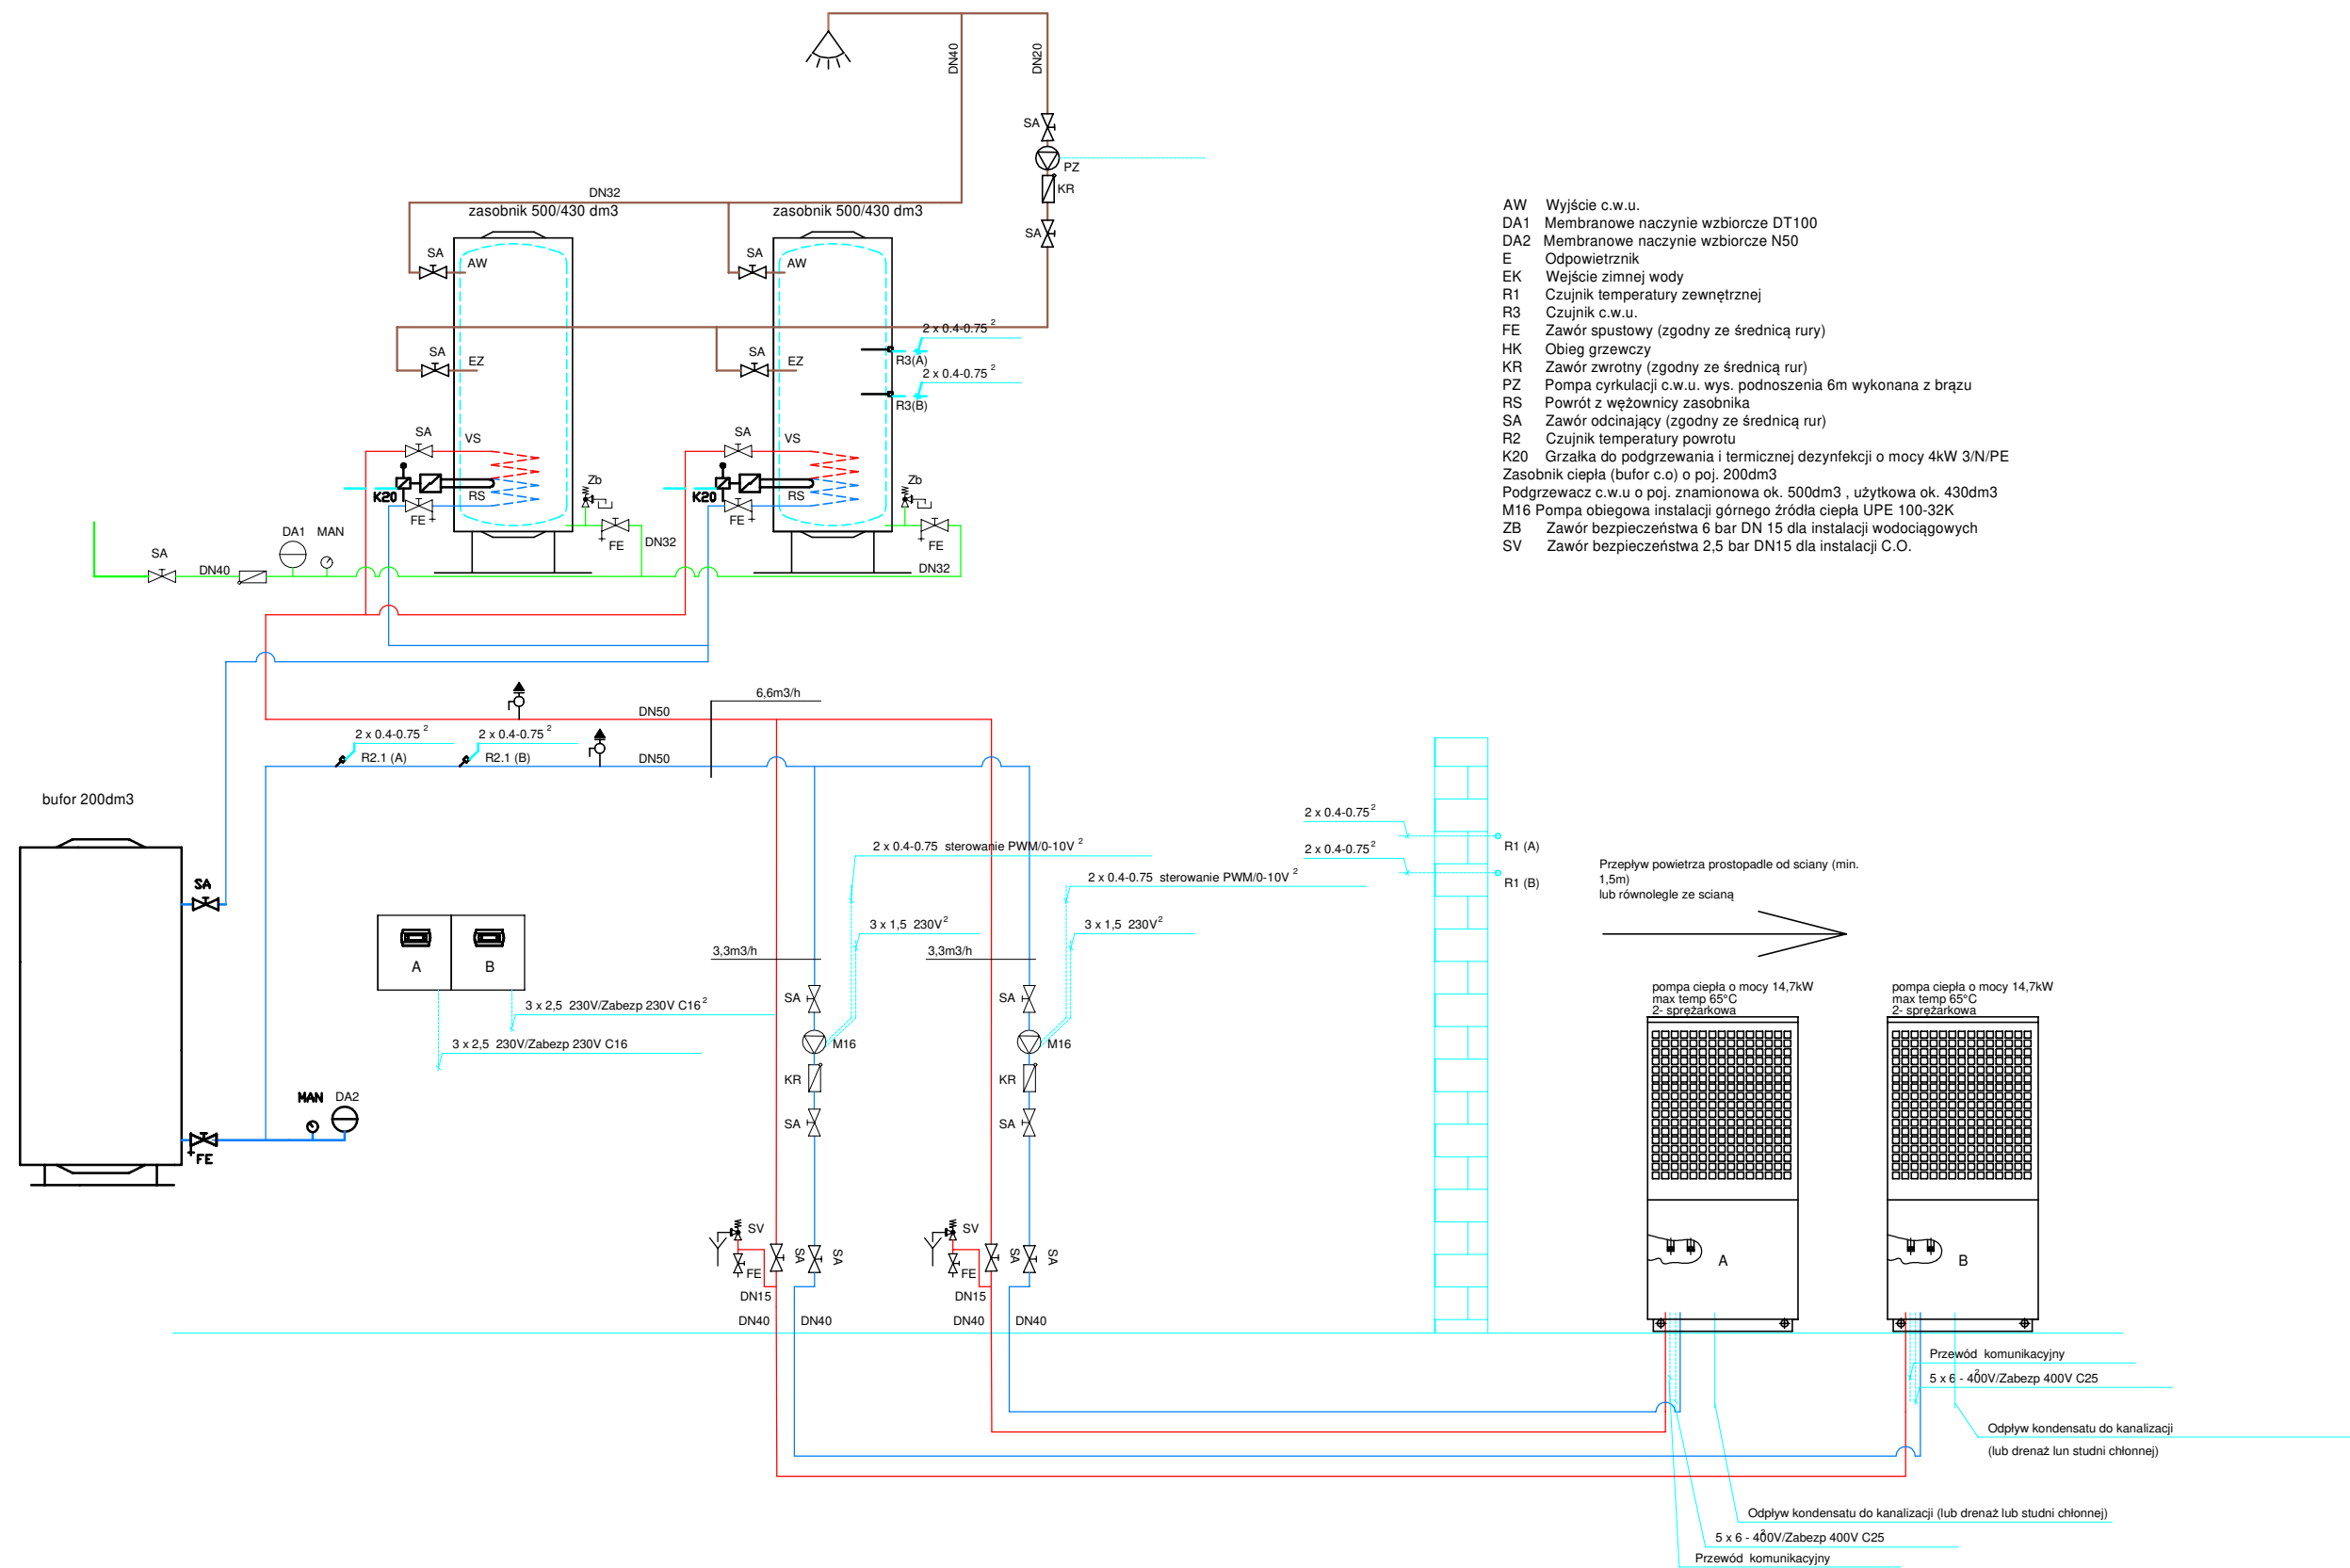 DN40
DN20
SA
PZ
KR
SA
DN32
zasobnik 500/430 dm3
zasobnik 500/430 dm3
SA
AW
SA
AW
SA
EZ
SA
EZ
2 x 0.4-0.75 2
R3(A)
2 x 0.4-0.75 2
R3(B)
SA
VS
SA
VS
K20
RS
FE
Zb
FE
K20
RS
FE
Zb
FE
DA1
MAN
SA
DN40
DN32
DN32
AW Wyjście c.w.u.
DA1 Membranowe naczynie wzbiorcze DT100
DA2 Membranowe naczynie wzbiorcze N50
E Odpowietrznik
EK Wejście zimnej wody
R1 Czujnik temperatury zewnętrznej
R3 Czujnik c.w.u.
FE Zawór spustowy (zgodny ze średnicą rury)
HK Obieg grzewczy
KR Zawór zwrotny (zgodny ze średnicą rur)
PZ Pompa cyrkulacji c.w.u. wys. podnoszenia 6m wykonana z brązu
RS Powrót z wężownicy zasobnika
SA Zawór odcinający (zgodny ze średnicą rur)
R2 Czujnik temperatury powrotu
K20 Grzałka do podgrzewania i termicznej dezynfekcji o mocy 4kW 3/N/PE
Zasobnik ciepła (bufor c.o) o poj. 200dm3
Podgrzewacz c.w.u o poj. znamionowa ok. 500dm3 , użytkowa ok. 430dm3
M16 Pompa obiegowa instalacji górnego źródła ciepła UPE 100-32K
ZB Zawór bezpieczeństwa 6 bar DN 15 dla instalacji wodociągowych
SV Zawór bezpieczeństwa 2,5 bar DN15 dla instalacji C.O.
6,6m3/h
DN50
2 x 0.4-0.75 2
R2.1 (A)
2 x 0.4-0.75 2
R2.1 (B)
DN50
bufor 200dm3
SA
A
B
3 x 2,5 230V/Zabezp 230V C16 2
3 x 2,5 230V/Zabezp 230V C16
MAN
DA2
FE
2 x 0.4-0.75 sterowanie PWM/0-10V 2
2 x 0.4-0.75 sterowanie PWM/0-10V 2
3 x 1,5 230V 2
3 x 1,5 230V 2
3,3m3/h
3,3m3/h
SA
M16
KR
SA
SA
M16
KR
SA
SV
FE
SA
SA
DN15
DN40
DN40
SV
FE
SA
SA
DN15
DN40
DN40
2 x 0.4-0.75 2
R1 (A)
2 x 0.4-0.75 2
R1 (B)
Przepływ powietrza prostopadle od sciany (min.
1,5m)
lub równolegle ze scianą
pompa ciepła o mocy 14,7kW
max temp 65°C
2- sprężarkowa
A
pompa ciepła o mocy 14,7kW
max temp 65°C
2- sprężarkowa
B
Przewód komunikacyjny
5 x 6 - 400V/Zabezp 400V C25 2
Odpływ kondensatu do kanalizacji
(lub drenaż lun studni chłonnej)
Odpływ kondensatu do kanalizacji (lub drenaż lub studni chłonnej)
5 x 6 - 400V/Zabezp 400V C25 2
Przewód komunikacyjny